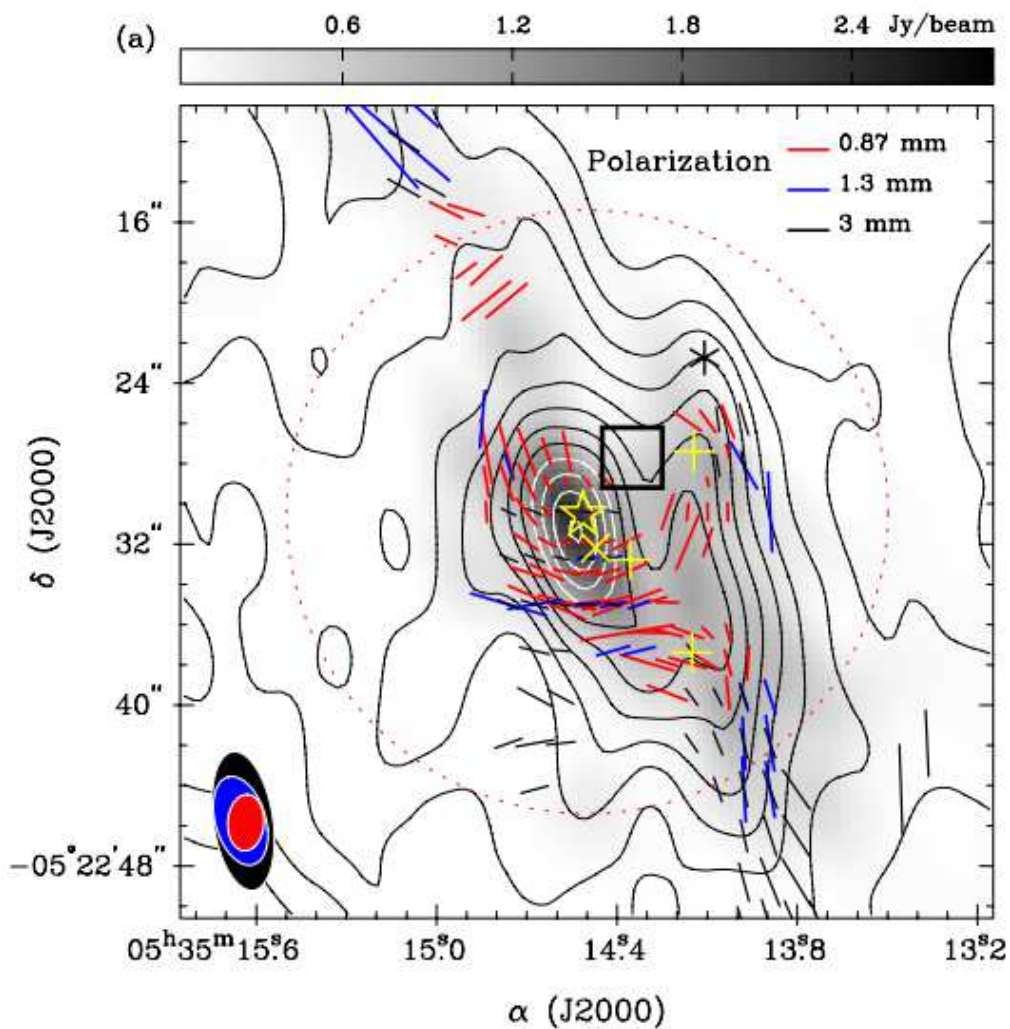 (a)
0.6 1.2 1.8 2.4 Jy/beam
Polarization
0.87 mm
1.3 mm
3 mm
16"
24"
32"
40"
−05°22'48"
δ (J2000)
05ʰ35ᵐ15ˢ.6 15ˢ.0 14ˢ.4 13ˢ.8 13ˢ.2
α (J2000)